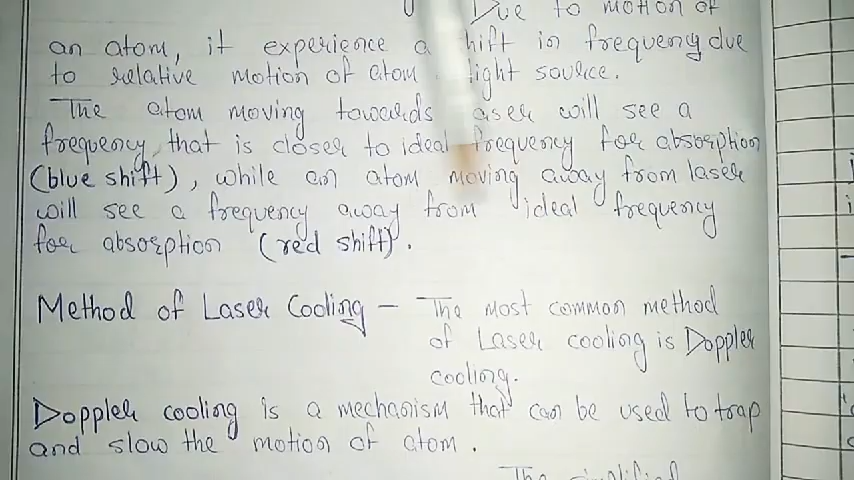 Due to motion of
an atom, it experience a hift in frequency due
to relative motion of atom light source.
The atom moving towards aser will see a
frequency that is closer to ideal frequency for absorption
(blue shift), while an atom moving away from laser
will see a frequency away from ideal frequency
for absorption (red shift).
Method of Laser Cooling – The most common method
of Laser cooling is Doppler
cooling.
Doppler cooling is a mechanism that can be used to trap
and slow the motion of atom.
The simplified